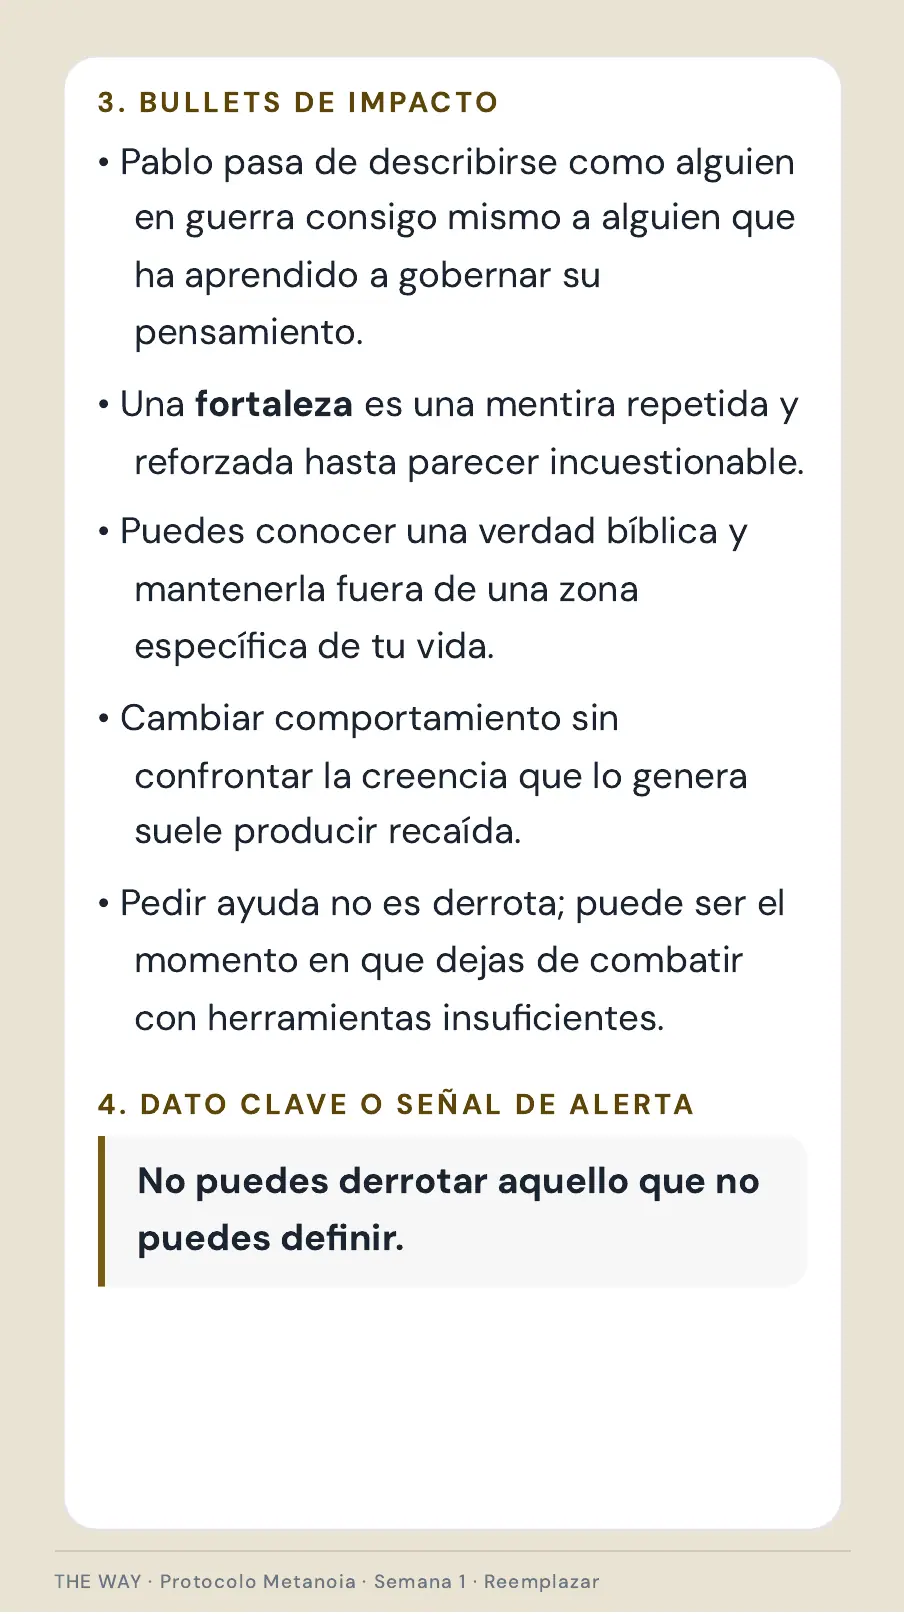 3. BULLETS DE IMPACTO
• Pablo pasa de describirse como alguien
en guerra consigo mismo a alguien que
ha aprendido a gobernar su
pensamiento.
• Una fortaleza es una mentira repetida y
reforzada hasta parecer incuestionable.
• Puedes conocer una verdad bíblica y
mantenerla fuera de una zona
específica de tu vida.
• Cambiar comportamiento sin
confrontar la creencia que lo genera
suele producir recaída.
• Pedir ayuda no es derrota; puede ser el
momento en que dejas de combatir
con herramientas insuficientes.
4. DATO CLAVE O SEÑAL DE ALERTA
No puedes derrotar aquello que no
puedes definir.
THE WAY · Protocolo Metanoia · Semana 1 · Reemplazar